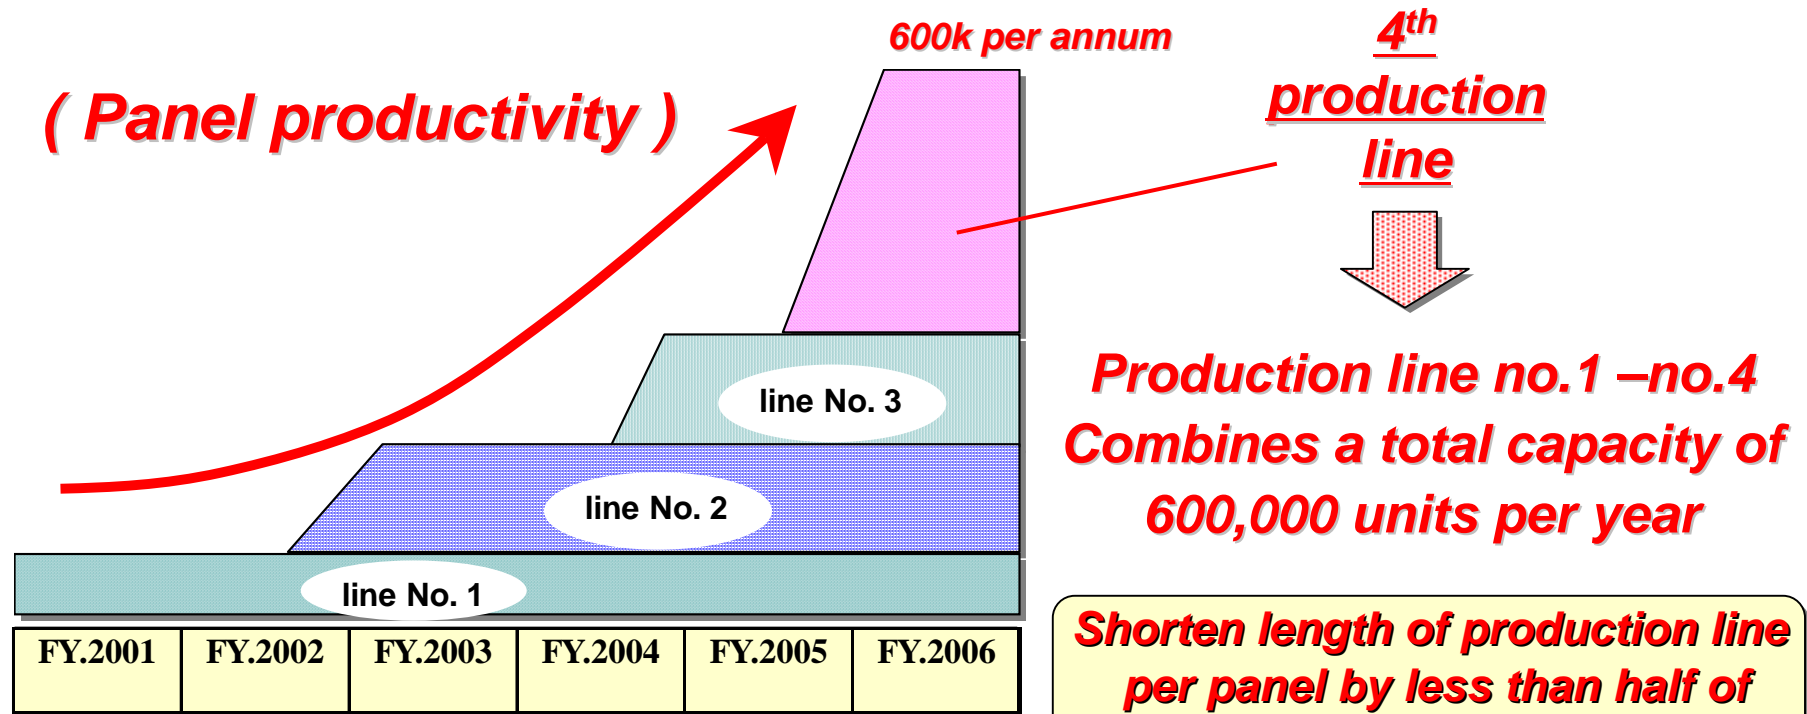 600k per annum
( Panel productivity )
4th
production
line
line No. 3
line No. 2
line No. 1
Production line no.1 –no.4
Combines a total capacity of
600,000 units per year
FY.2001 FY.2002 FY.2003 FY.2004 FY.2005 FY.2006
Shorten length of production line
per panel by less than half of